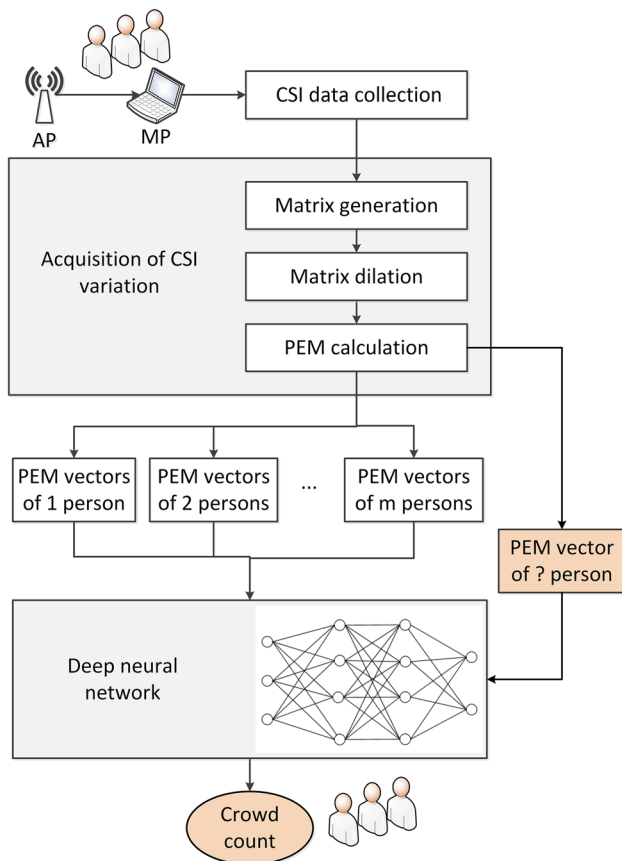 AP
MP
CSI data collection
Acquisition of CSI
variation
Matrix generation
Matrix dilation
PEM calculation
PEM vectors
of 1 person
PEM vectors
of 2 persons
...
PEM vectors
of m persons
PEM vector
of ? person
Deep neural
network
Crowd
count